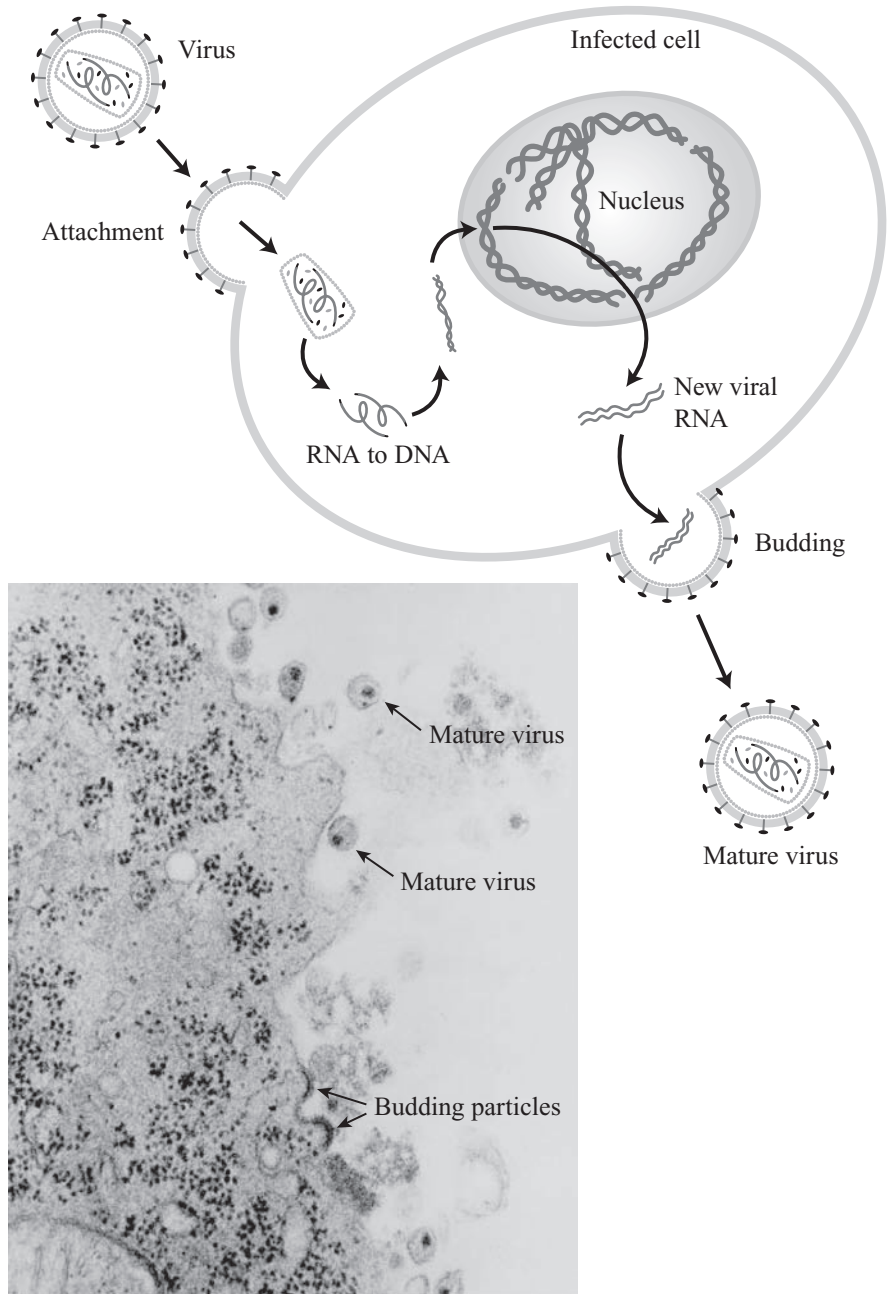 Virus
Infected cell
Attachment
Nucleus
RNA to DNA
New viral
RNA
Budding
Mature virus
Mature virus
Mature virus
Budding particles